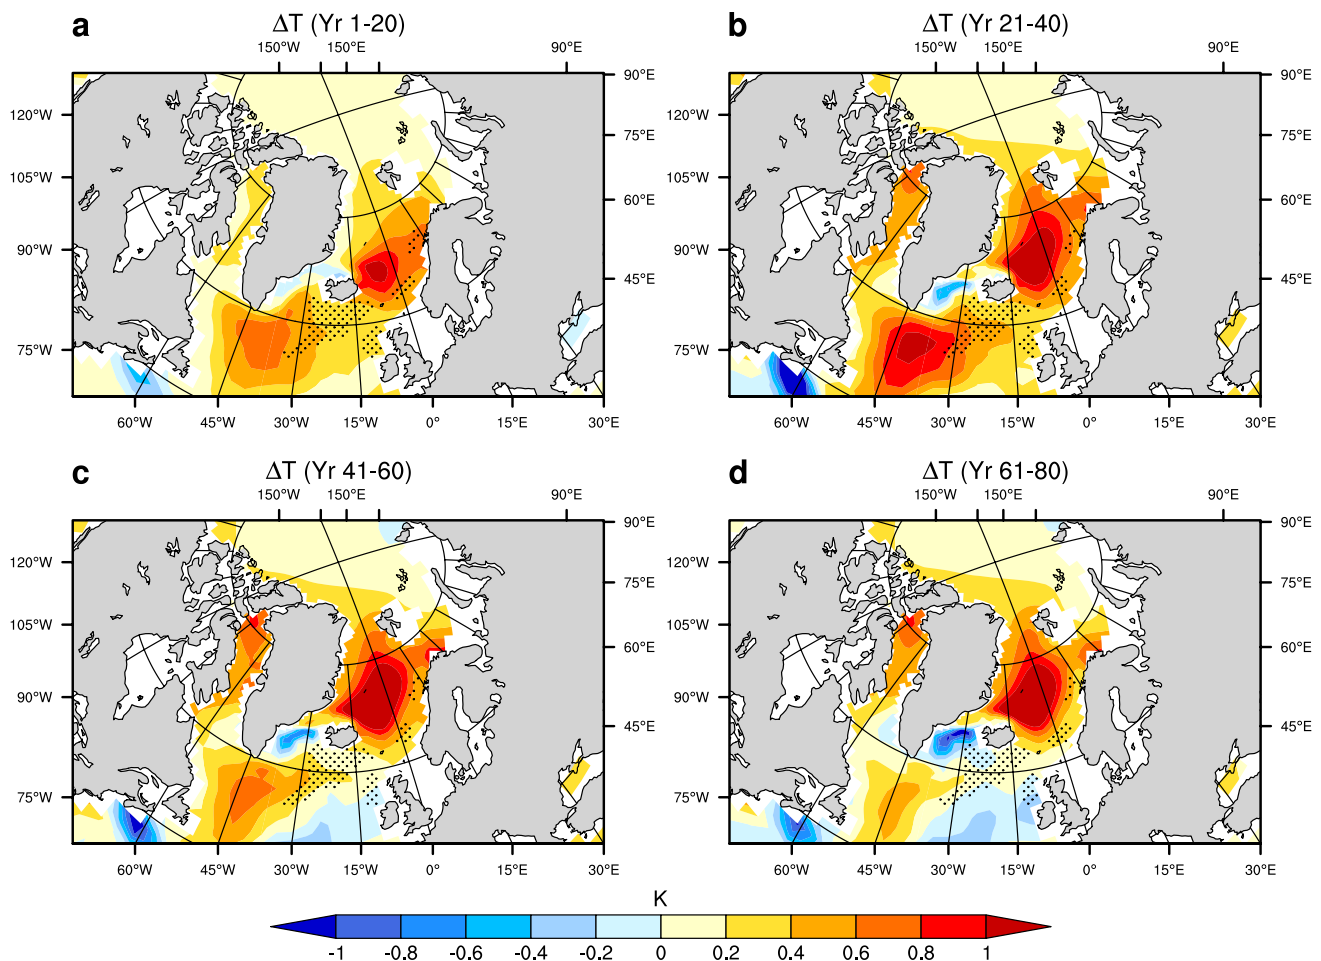 a ΔT (Yr 1-20)
150°W 150°E 90°E
90°E
120°W
75°E
105°W
60°E
90°W
45°E
75°W
60°W 45°W 30°W 15°W 0° 15°E 30°E
b ΔT (Yr 21-40)
150°W 150°E 90°E
90°E
120°W
75°E
105°W
60°E
90°W
45°E
75°W
60°W 45°W 30°W 15°W 0° 15°E 30°E
c ΔT (Yr 41-60)
150°W 150°E 90°E
90°E
120°W
75°E
105°W
60°E
90°W
45°E
75°W
60°W 45°W 30°W 15°W 0° 15°E 30°E
d ΔT (Yr 61-80)
150°W 150°E 90°E
90°E
120°W
75°E
105°W
60°E
90°W
45°E
75°W
60°W 45°W 30°W 15°W 0° 15°E 30°E
K
-1 -0.8 -0.6 -0.4 -0.2 0 0.2 0.4 0.6 0.8 1